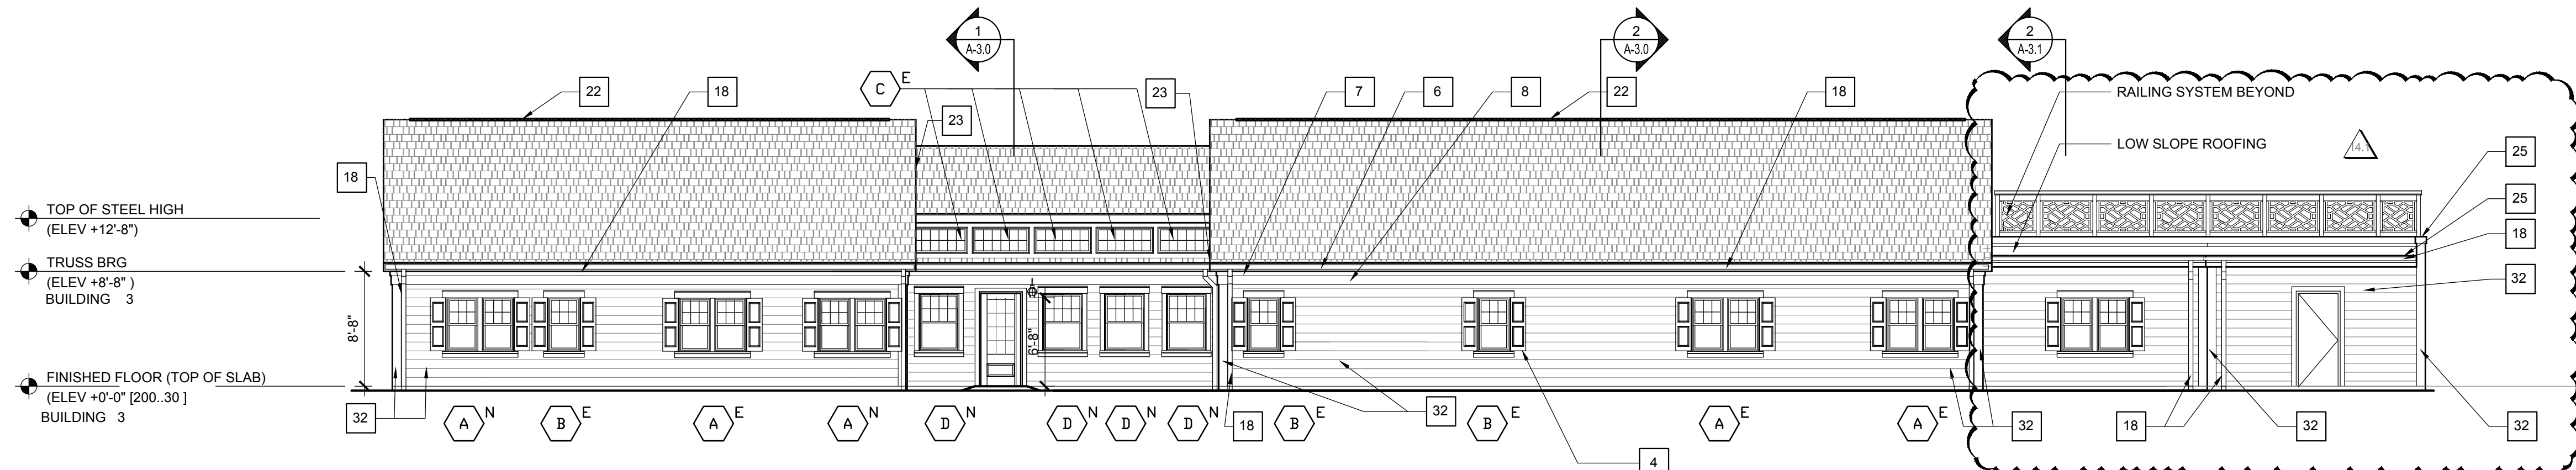 1
A-3.0
2
A-3.0
2
A-3.1
C E
22
18
23
23
7
6
8
22
18
RAILING SYSTEM BEYOND
LOW SLOPE ROOFING
14.1
25
25
18
32
18
TOP OF STEEL HIGH
(ELEV +12'-8")
TRUSS BRG
(ELEV +8'-8" )
BUILDING 3
8'-8"
6'-8"
FINISHED FLOOR (TOP OF SLAB)
(ELEV +0'-0" [200..30 ]
BUILDING 3
32
A N
B E
A E
A N
D N
D N
D N
D N
18
B E
32
B E
4
A E
A E
32
18
32
32